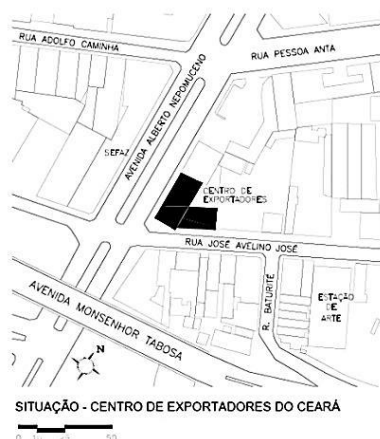 RUA ADOLFO CAMINHA
RUA PESSOA ANTA
AVENIDA ALBERTO NEPOMUCENO
SEFAZ
CENTRO DE
EXPORTADORES
RUA JOSÉ AVELINO JOSÉ
AVENIDA MONSENHOR TABOSA
R. BATURITÉ
ESTAÇÃO
DE
ARTE
N
SITUAÇÃO - CENTRO DE EXPORTADORES DO CEARÁ